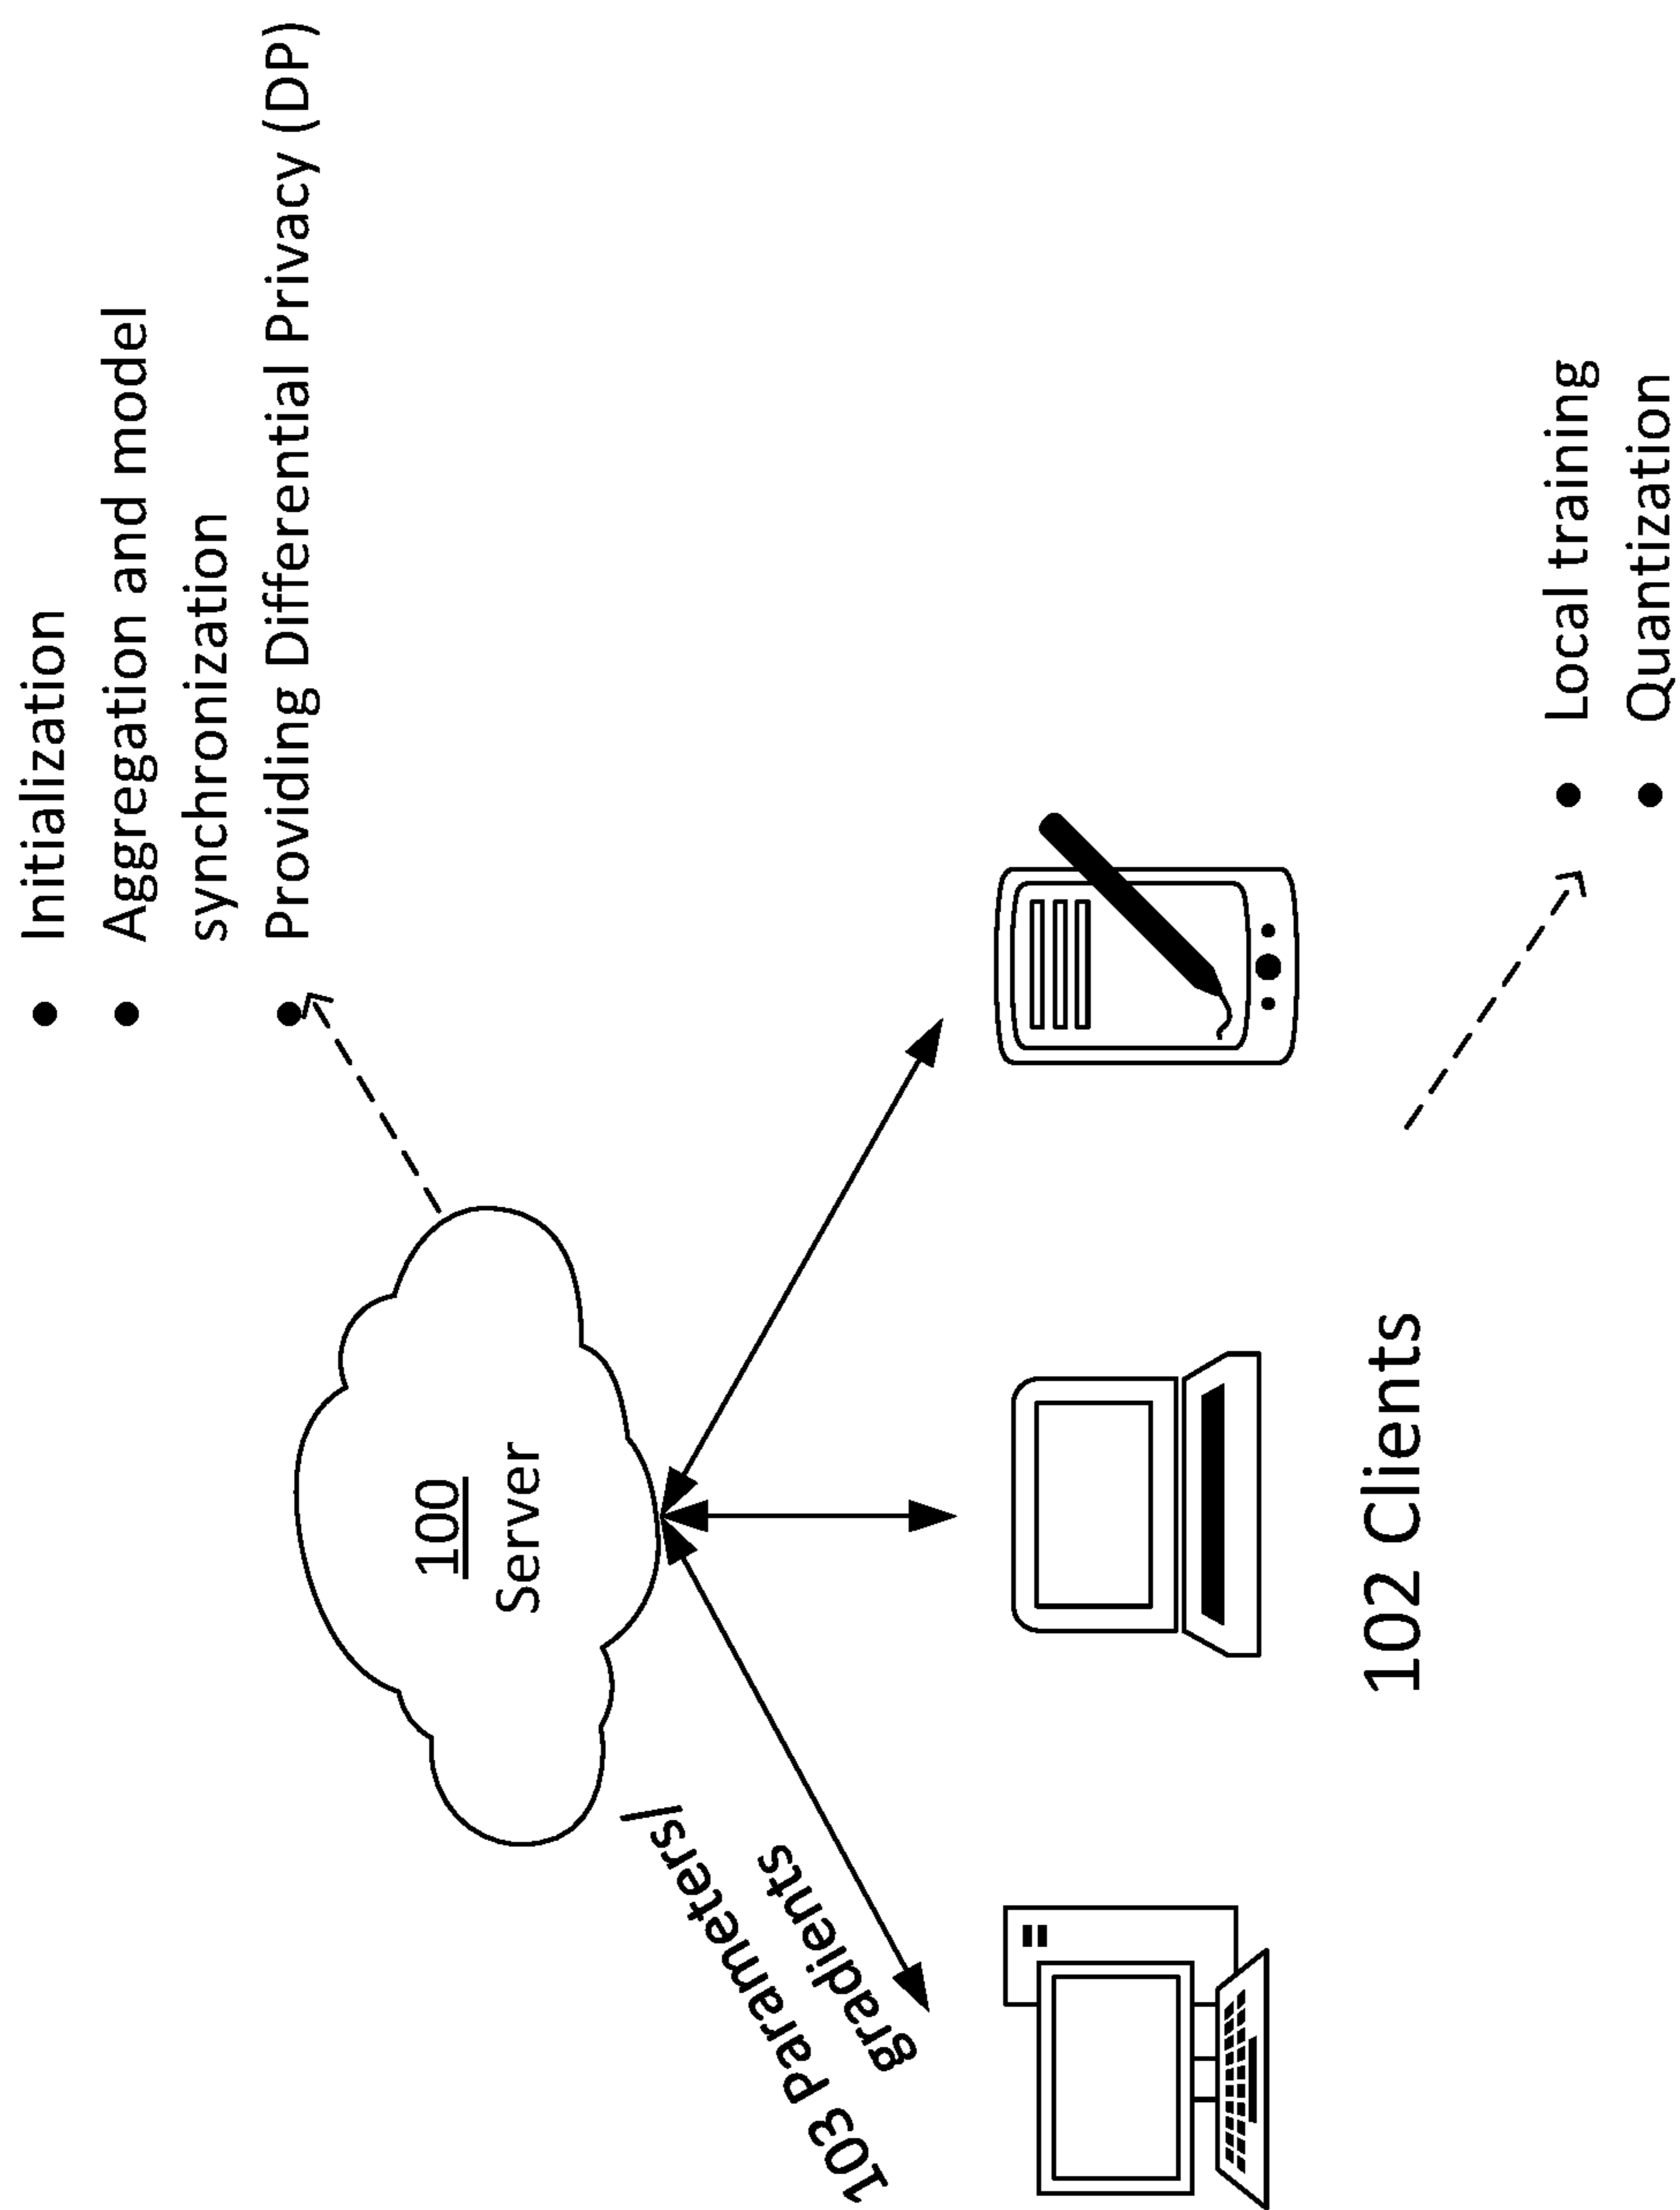 • Initialization
• Aggregation and model
synchronization
• Providing Differential Privacy (DP)
100
Server
103 Parameters/
gradients
102 Clients
• Local training
• Quantization